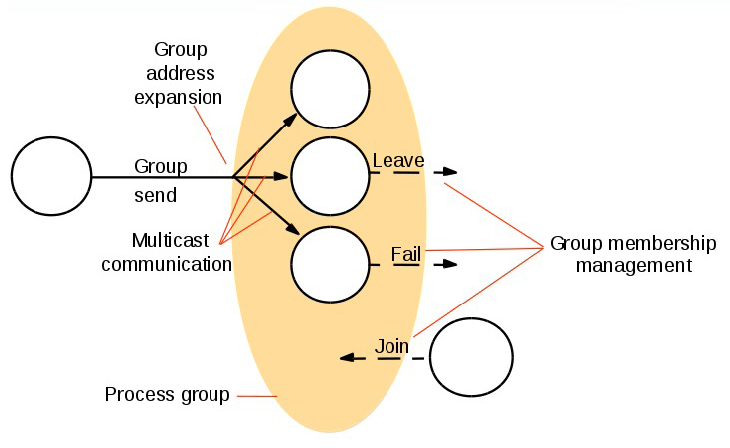 Group
address
expansion
Group
send
Multicast
communication
Leave
Fail
Join
Group membership
management
Process group